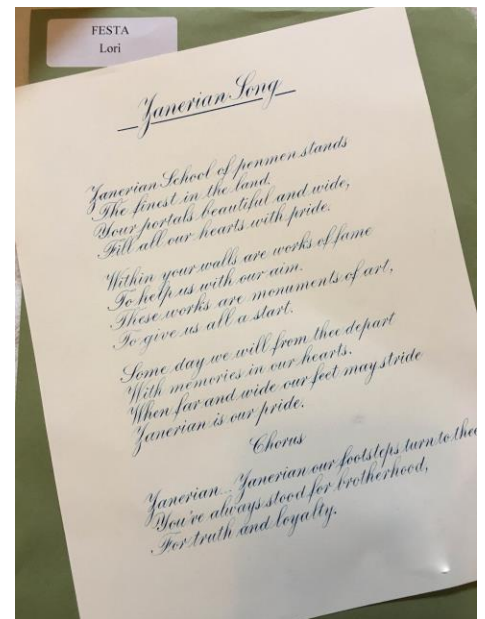 FESTA
Lori
Zanerian Song
Zanerian School of penmen stands
The finest in the land.
Your portals beautiful and wide,
Fill all our hearts with pride.
Within your walls are works of fame
To help us with our aim.
These works are monuments of art,
To give us all a start.
Some day we will from thee depart
With memories in our hearts.
When far and wide our feet may stride
Zanerian is our pride.
Chorus
Zanerian... Zanerian our footsteps turn to thee
You're always stood for brotherhood,
For truth and loyalty.